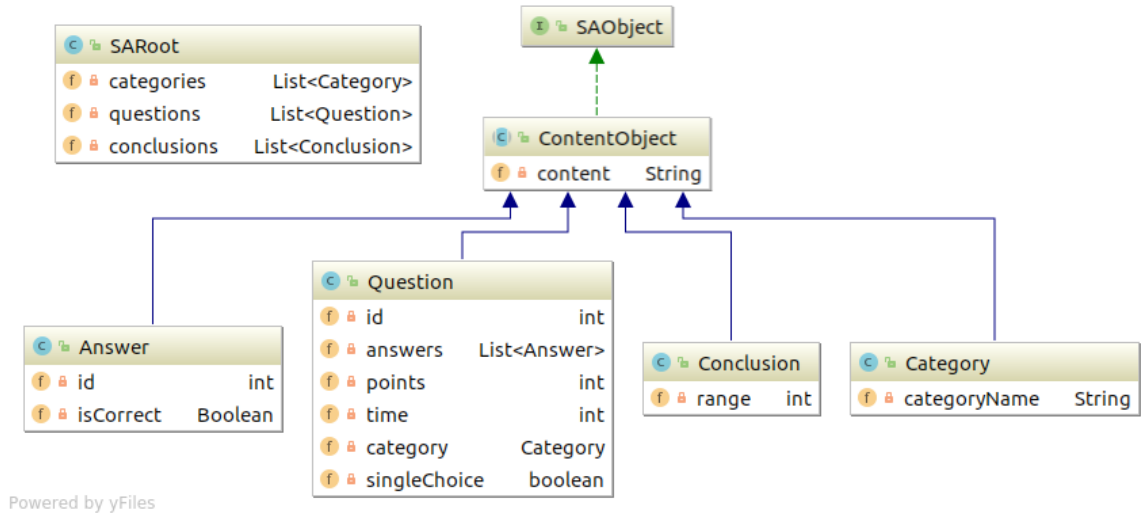 SAObject
SARoot
categories List<Category>
questions List<Question>
conclusions List<Conclusion>
ContentObject
content String
Answer
id int
isCorrect Boolean
Question
id int
answers List<Answer>
points int
time int
category Category
singleChoice boolean
Conclusion
range int
Category
categoryName String
Powered by yFiles